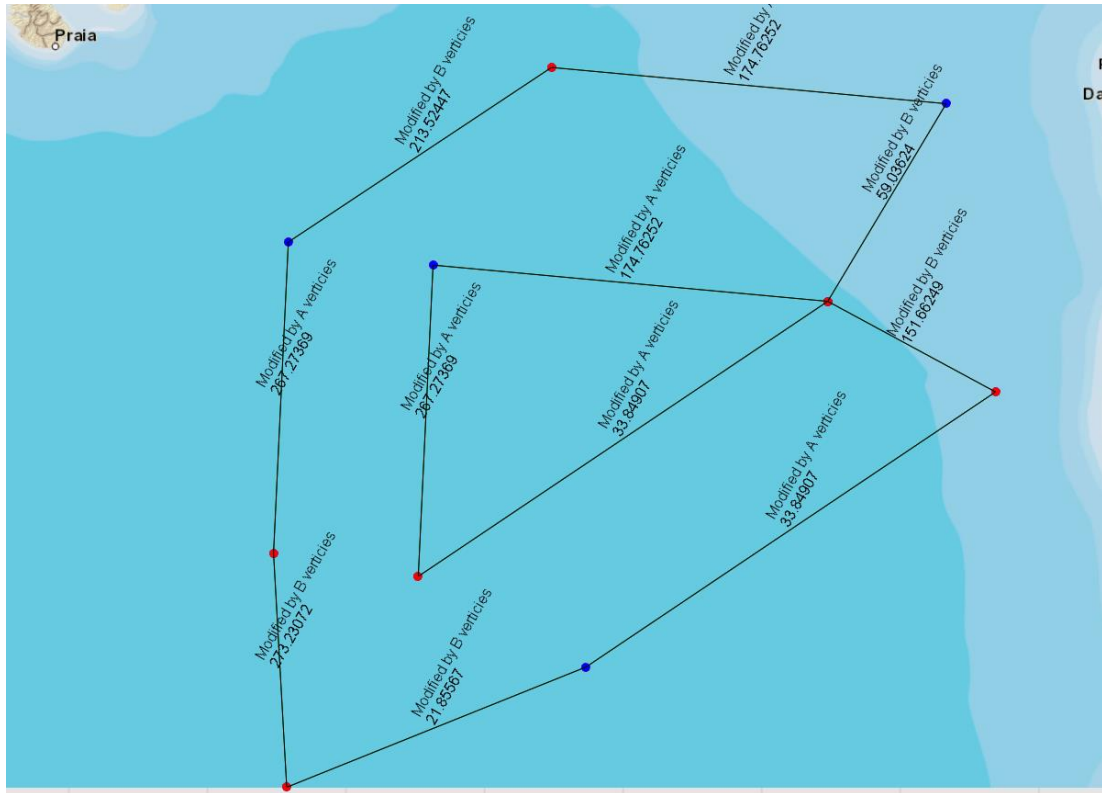 Praia
Modified by
174.76252
Modified by B verticies
213.52447
Da
Modified by B verticies
59.03624
Modified by A verticies
174.76252
Modified by A verticies
267.27369
Modified by A verticies
267.27369
Modified by B verticies
151.66249
Modified by A verticies
33.84907
Modified by A verticies
33.84907
Modified by B verticies
273.23072
Modified by B verticies
21.85567